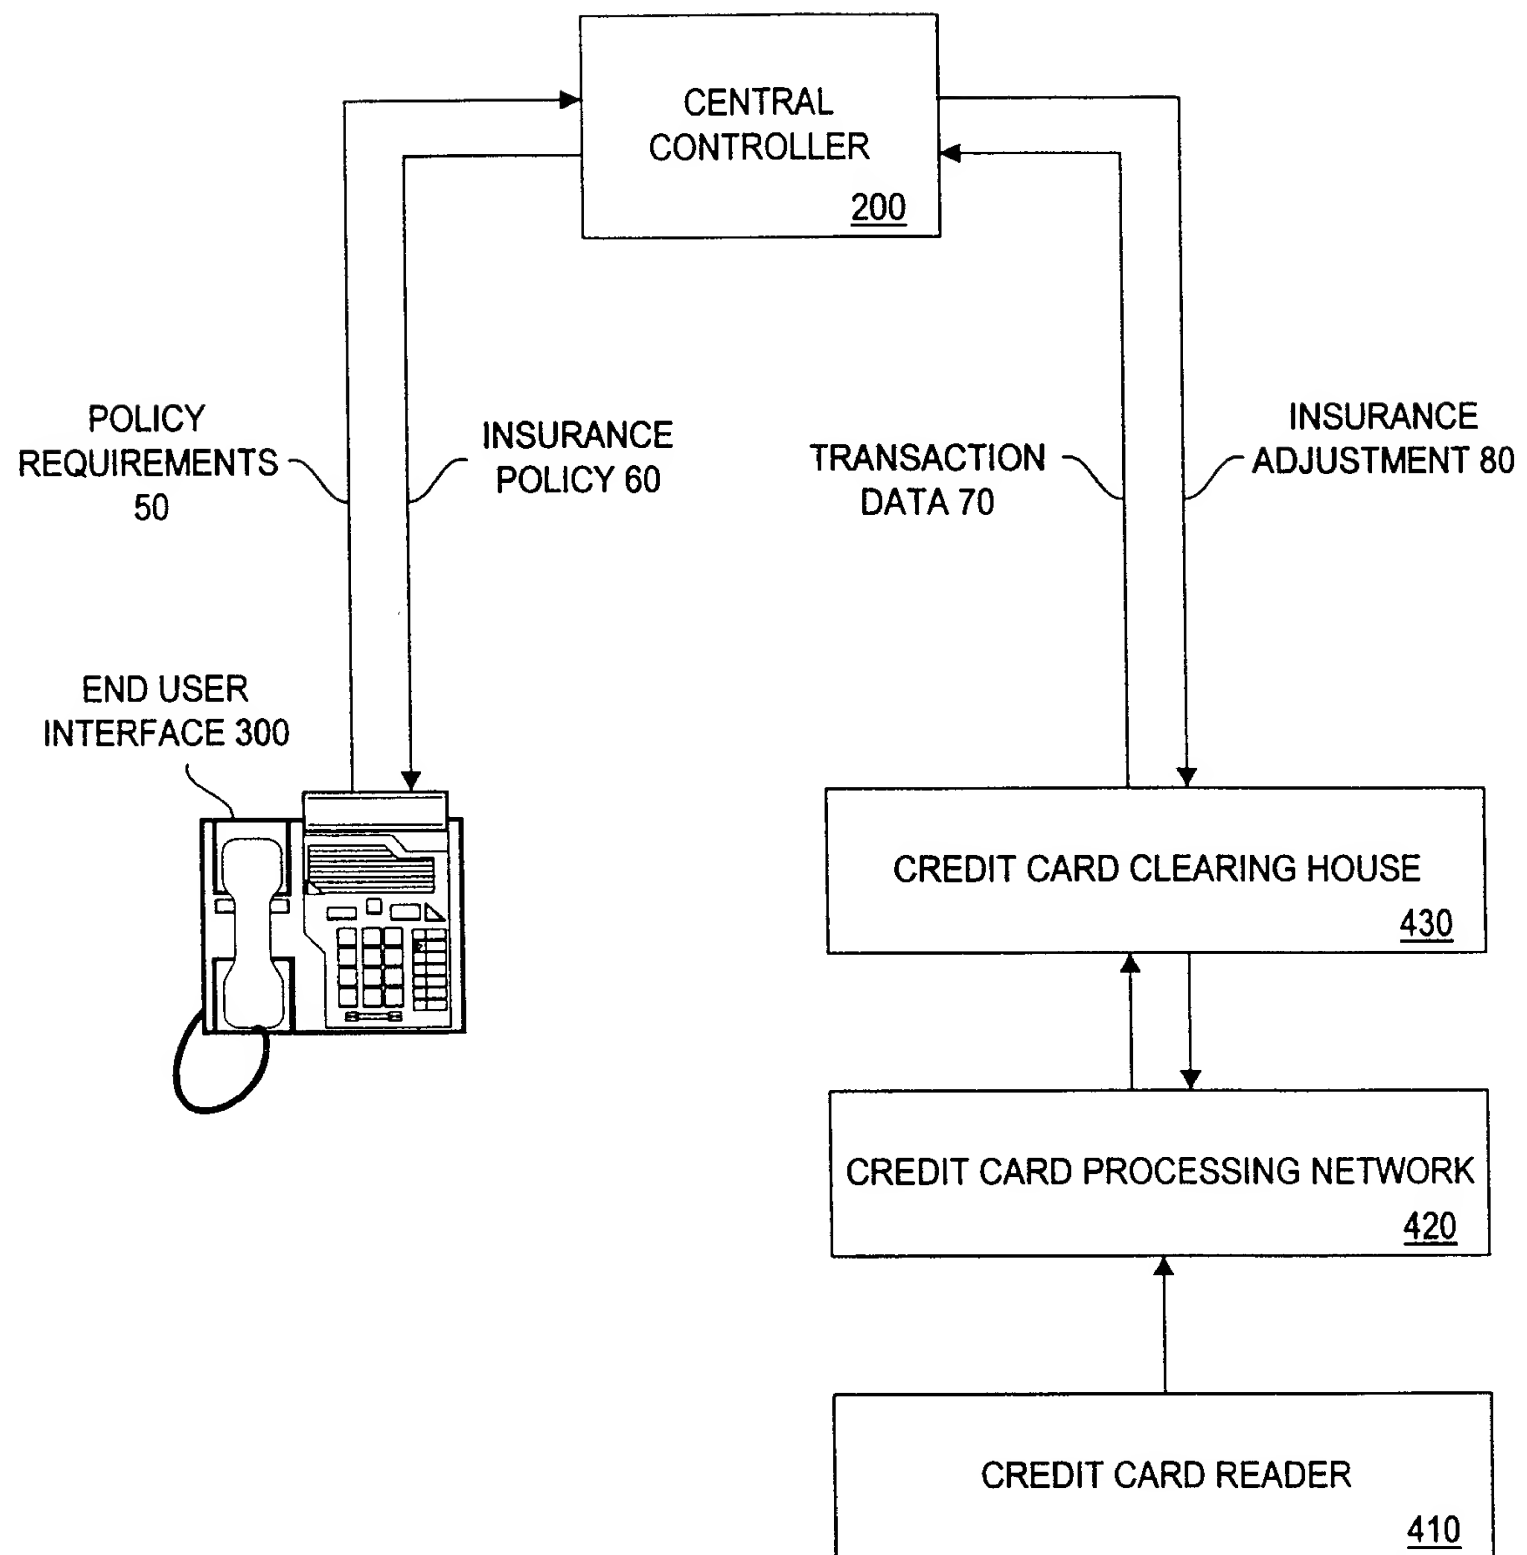 CENTRAL
CONTROLLER
200
POLICY
REQUIREMENTS
50
INSURANCE
POLICY 60
TRANSACTION
DATA 70
INSURANCE
ADJUSTMENT 80
END USER
INTERFACE 300
CREDIT CARD CLEARING HOUSE
430
CREDIT CARD PROCESSING NETWORK
420
CREDIT CARD READER
410